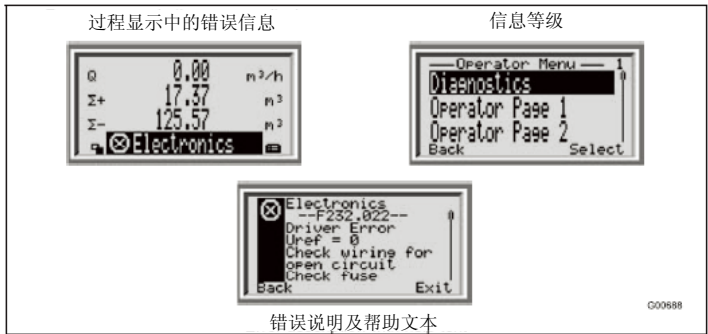 过程显示中的错误信息
信息等级
Q 0.00 m³/h
Σ+ 17.37 m³
Σ- 125.57 m³
Electronics
Operator Menu 1
Diagnostics
Operator Page 1
Operator Page 2
Back Select
Electronics
--F232.022--
Driver Error
Uref = 0
Check wiring for
open circuit
Check fuse
Back Exit
错误说明及帮助文本
G00688